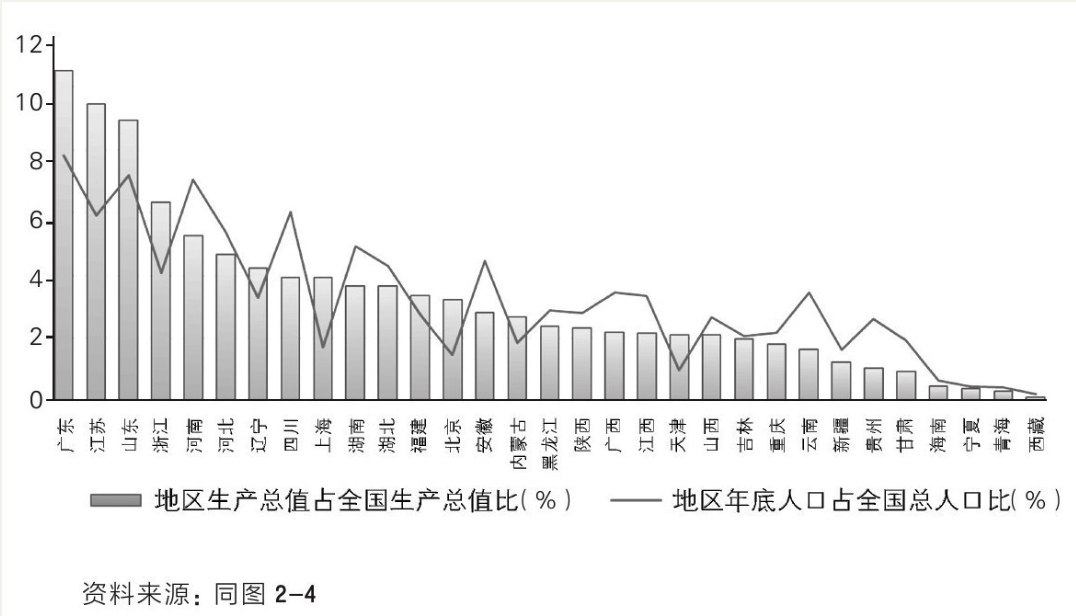 12
10
8
6
4
2
0
广东 江苏 山东 浙江 河南 河北 辽宁 四川 上海 湖南 湖北 福建 北京 安徽 内蒙古 黑龙江 陕西 广西 江西 天津 山西 吉林 重庆 云南 新疆 贵州 甘肃 海南 宁夏 青海 西藏
地区生产总值占全国生产总值比(%) 地区年底人口占全国总人口比(%)
资料来源：同图 2-4